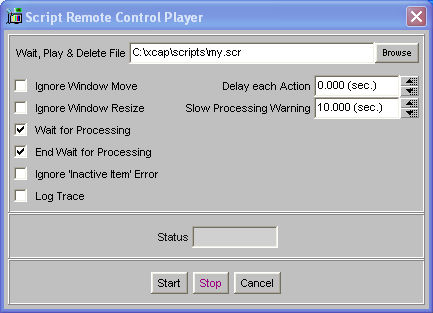 Script Remote Control Player
Wait, Play & Delete File C:\xcap\scripts\my.scr Browse
Ignore Window Move Delay each Action 0.000 (sec.)
Ignore Window Resize Slow Processing Warning 10.000 (sec.)
Wait for Processing
End Wait for Processing
Ignore 'Inactive Item' Error
Log Trace
Status
Start Stop Cancel